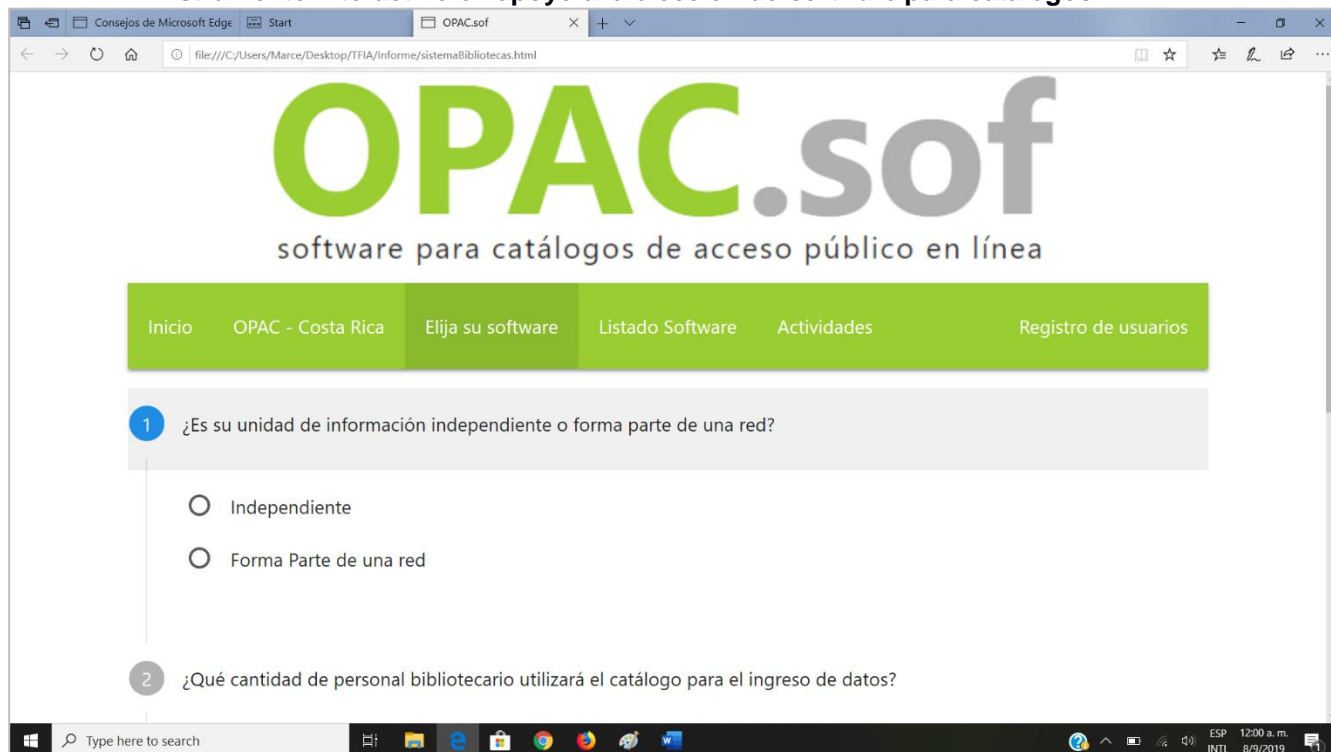 Consejos de Microsoft Edge Start OPAC.sof
file:///C:/Users/Marce/Desktop/TFIA/Informe/sistemaBibliotecas.html
OPAC.sof
software para catálogos de acceso público en línea
Inicio OPAC - Costa Rica Elija su software Listado Software Actividades Registro de usuarios
1 ¿Es su unidad de información independiente o forma parte de una red?
Independiente
Forma Parte de una red
2 ¿Qué cantidad de personal bibliotecario utilizará el catálogo para el ingreso de datos?
Type here to search ESP 12:00 a. m.
INTL 8/9/2019